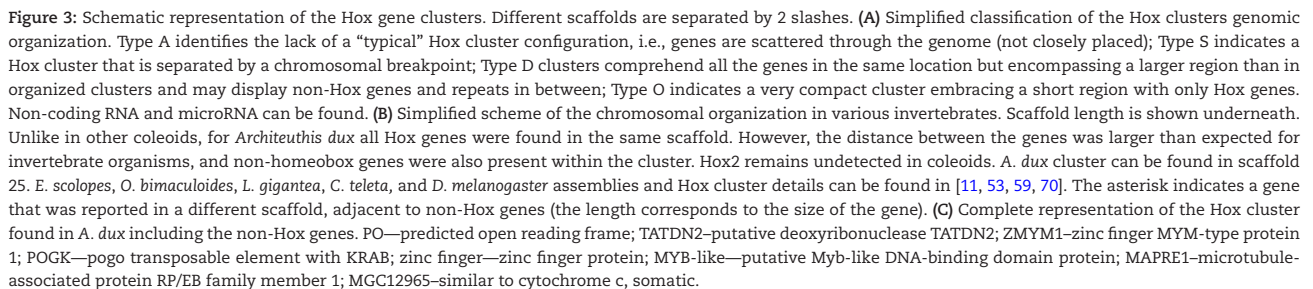 Figure 3: Schematic representation of the Hox gene clusters. Different scaffolds are separated by 2 slashes. (A) Simplified classification of the Hox clusters genomic
organization. Type A identifies the lack of a “typical” Hox cluster configuration, i.e., genes are scattered through the genome (not closely placed); Type S indicates a
Hox cluster that is separated by a chromosomal breakpoint; Type D clusters comprehend all the genes in the same location but encompassing a larger region than in
organized clusters and may display non-Hox genes and repeats in between; Type O indicates a very compact cluster embracing a short region with only Hox genes.
Non-coding RNA and microRNA can be found. (B) Simplified scheme of the chromosomal organization in various invertebrates. Scaffold length is shown underneath.
Unlike in other coleoids, for Architeuthis dux all Hox genes were found in the same scaffold. However, the distance between the genes was larger than expected for
invertebrate organisms, and non-homeobox genes were also present within the cluster. Hox2 remains undetected in coleoids. A. dux cluster can be found in scaffold
25. E. scolopes, O. bimaculoides, L. gigantea, C. teleta, and D. melanogaster assemblies and Hox cluster details can be found in [11, 53, 59, 70]. The asterisk indicates a gene
that was reported in a different scaffold, adjacent to non-Hox genes (the length corresponds to the size of the gene). (C) Complete representation of the Hox cluster
found in A. dux including the non-Hox genes. PO—predicted open reading frame; TATDN2–putative deoxyribonuclease TATDN2; ZMYM1–zinc finger MYM-type protein
1; POGK—pogo transposable element with KRAB; zinc finger—zinc finger protein; MYB-like—putative Myb-like DNA-binding domain protein; MAPRE1–microtubule-
associated protein RP/EB family member 1; MGC12965–similar to cytochrome c, somatic.